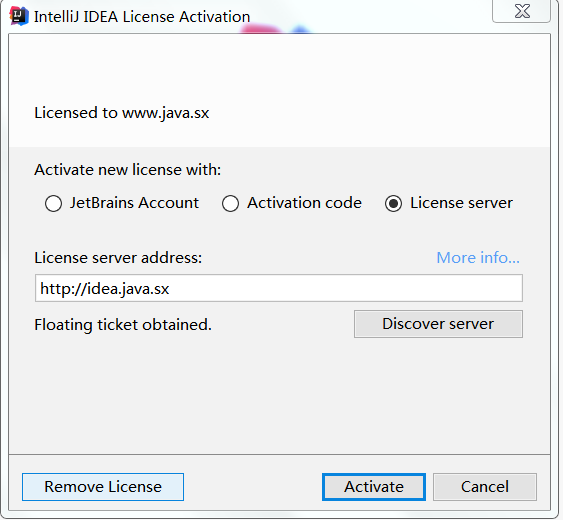 IntelliJ IDEA License Activation
Licensed to www.java.sx
Activate new license with:
JetBrains Account Activation code License server
License server address: More info...
http://idea.java.sx
Floating ticket obtained. Discover server
Remove License Activate Cancel